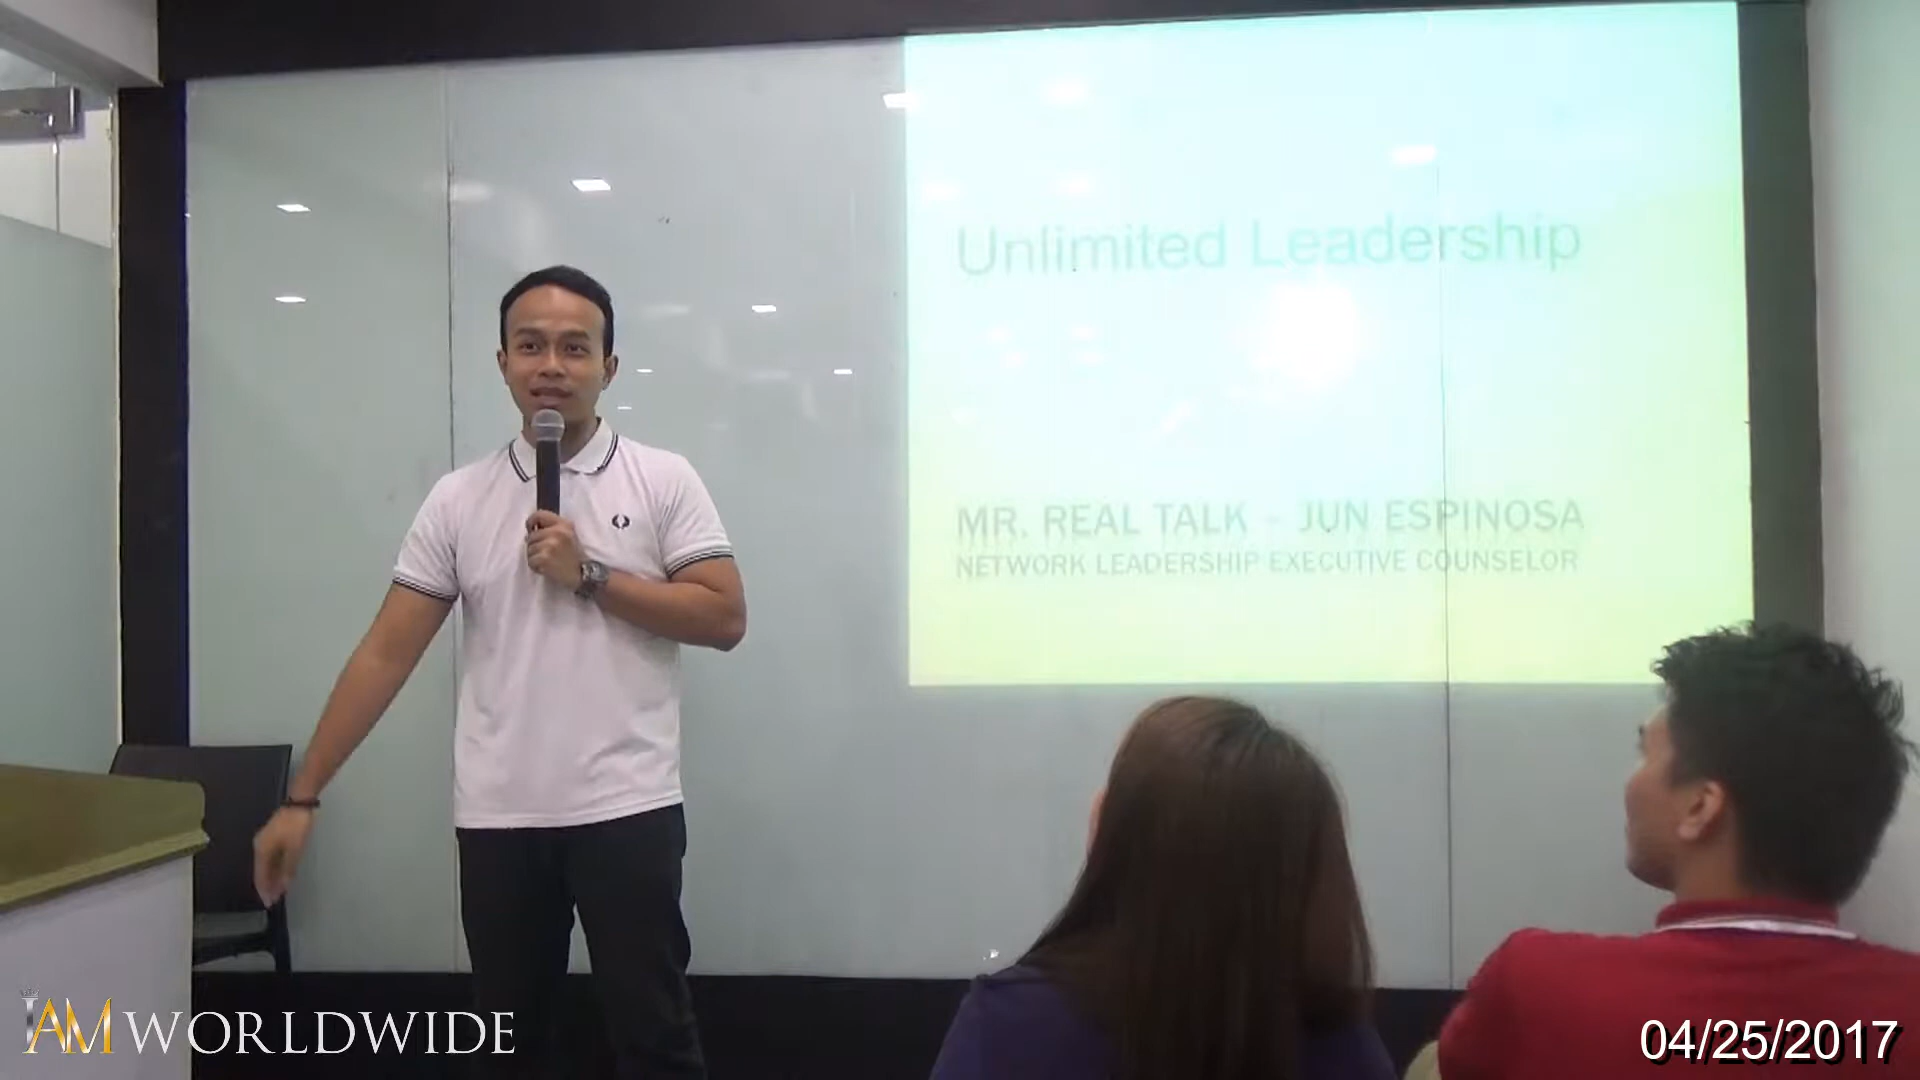 Unlimited Leadership
MR. REAL TALK - JUN ESPINOSA
NETWORK LEADERSHIP EXECUTIVE COUNSELOR
IAM WORLDWIDE
04/25/2017